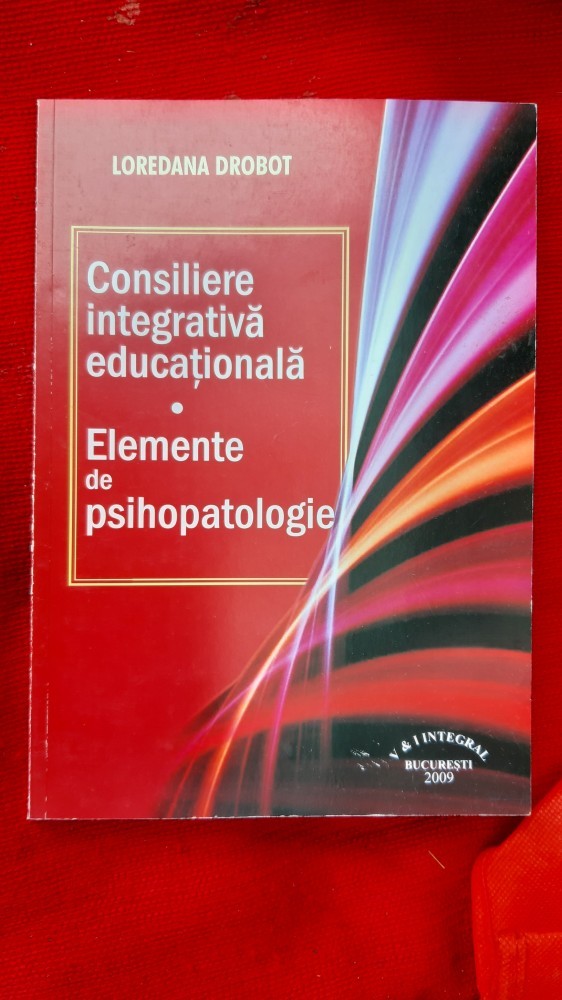 LOREDANA DROBOT
Consiliere
integrativă
educațională
•
Elemente
de
psihopatologie
V & I INTEGRAL
BUCUREȘTI
2009